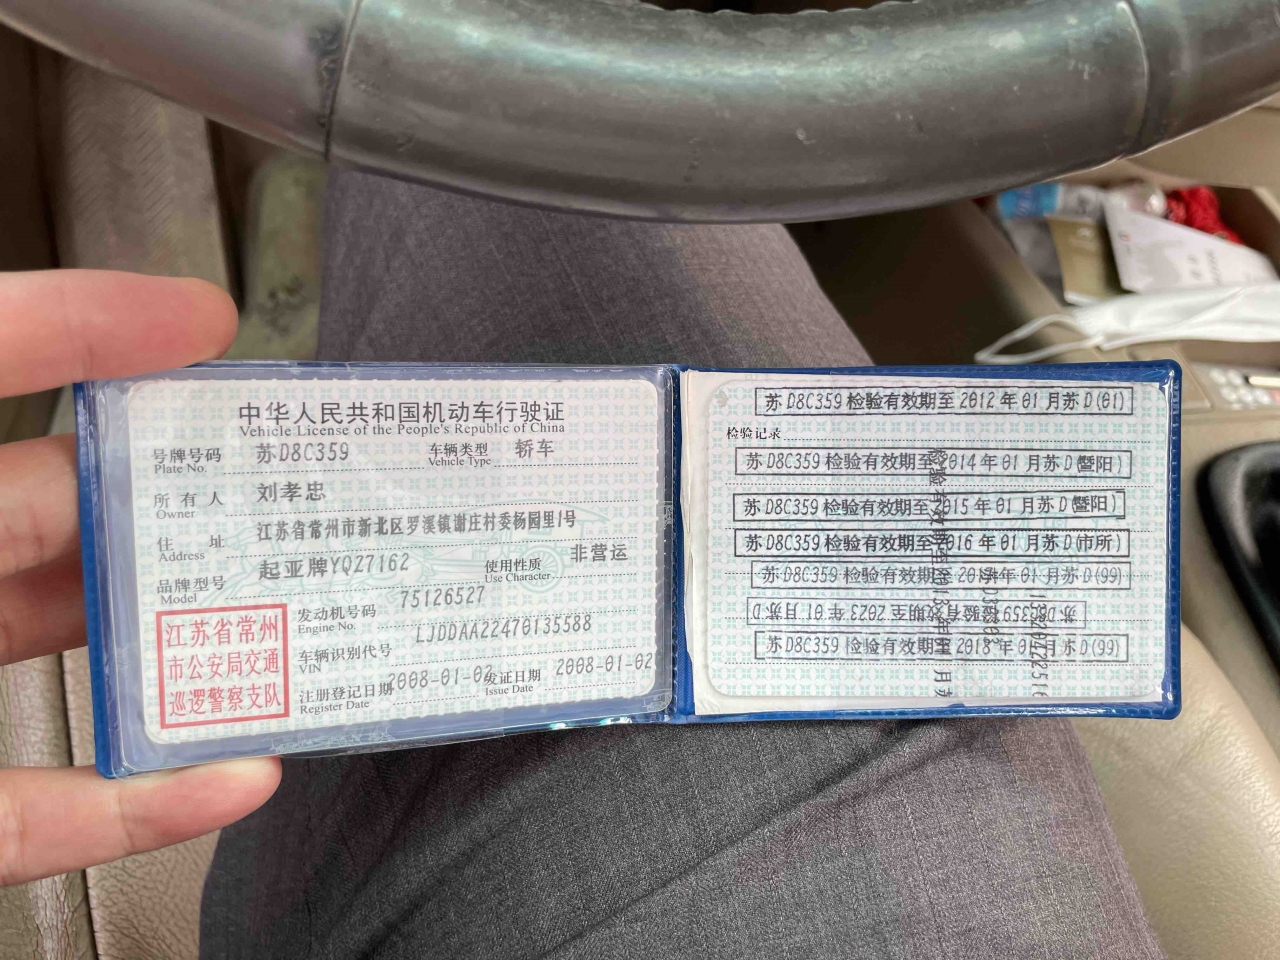 中华人民共和国机动车行驶证
Vehicle License of the People's Republic of China
号牌号码 苏D8C359 车辆类型 轿车
Plate No. Vehicle Type
所有人 刘孝忠
Owner
住址 江苏省常州市新北区罗溪镇谢庄村委杨园里1号
Address
品牌型号 起亚牌YQZ7162 使用性质 非营运
Model Use Character
江苏省常州
市公安局交通
巡逻警察支队
发动机号码 75126527
Engine No.
车辆识别代号 LJDDAA22470135588
VIN
注册登记日期 2008-01-02 发证日期 2008-01-02
Register Date Issue Date
苏D8C359检验有效期至2012年01月苏D(01)
检验记录
苏D8C359检验有效期至2014年01月苏D(暨阳)
苏D8C359检验有效期至2015年01月苏D(暨阳)
苏D8C359检验有效期至2016年01月苏D(市所)
苏D8C359检验有效期至 年01月苏D(99)
苏D8C359检验有效期至2023年01月苏D
苏D8C359检验有效期至2018年01月苏D(99)